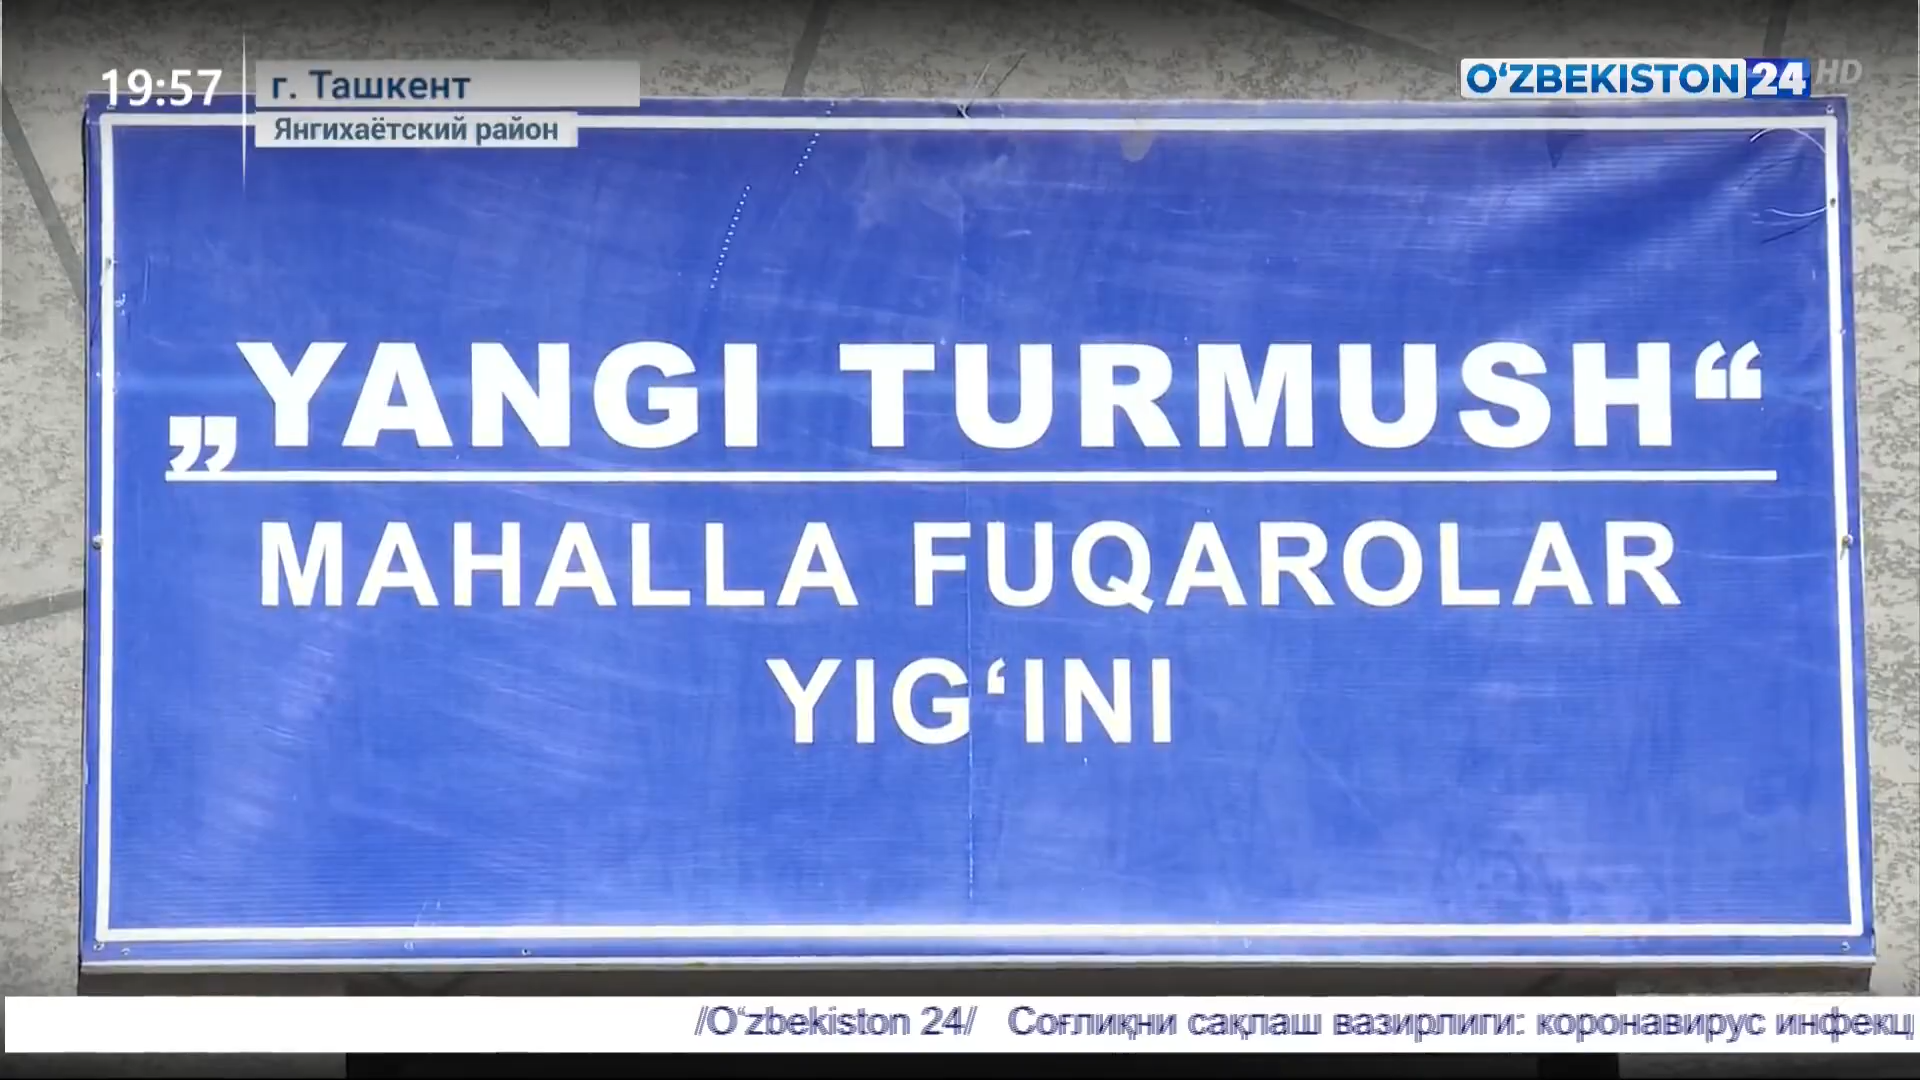 19:57
г. Ташкент
Янгихаётский район
O‘ZBEKISTON 24 HD
„YANGI TURMUSH“
MAHALLA FUQAROLAR
YIG‘INI
/O‘zbekiston 24/ Соғлиқни сақлаш вазирлиги: коронавирус инфекц